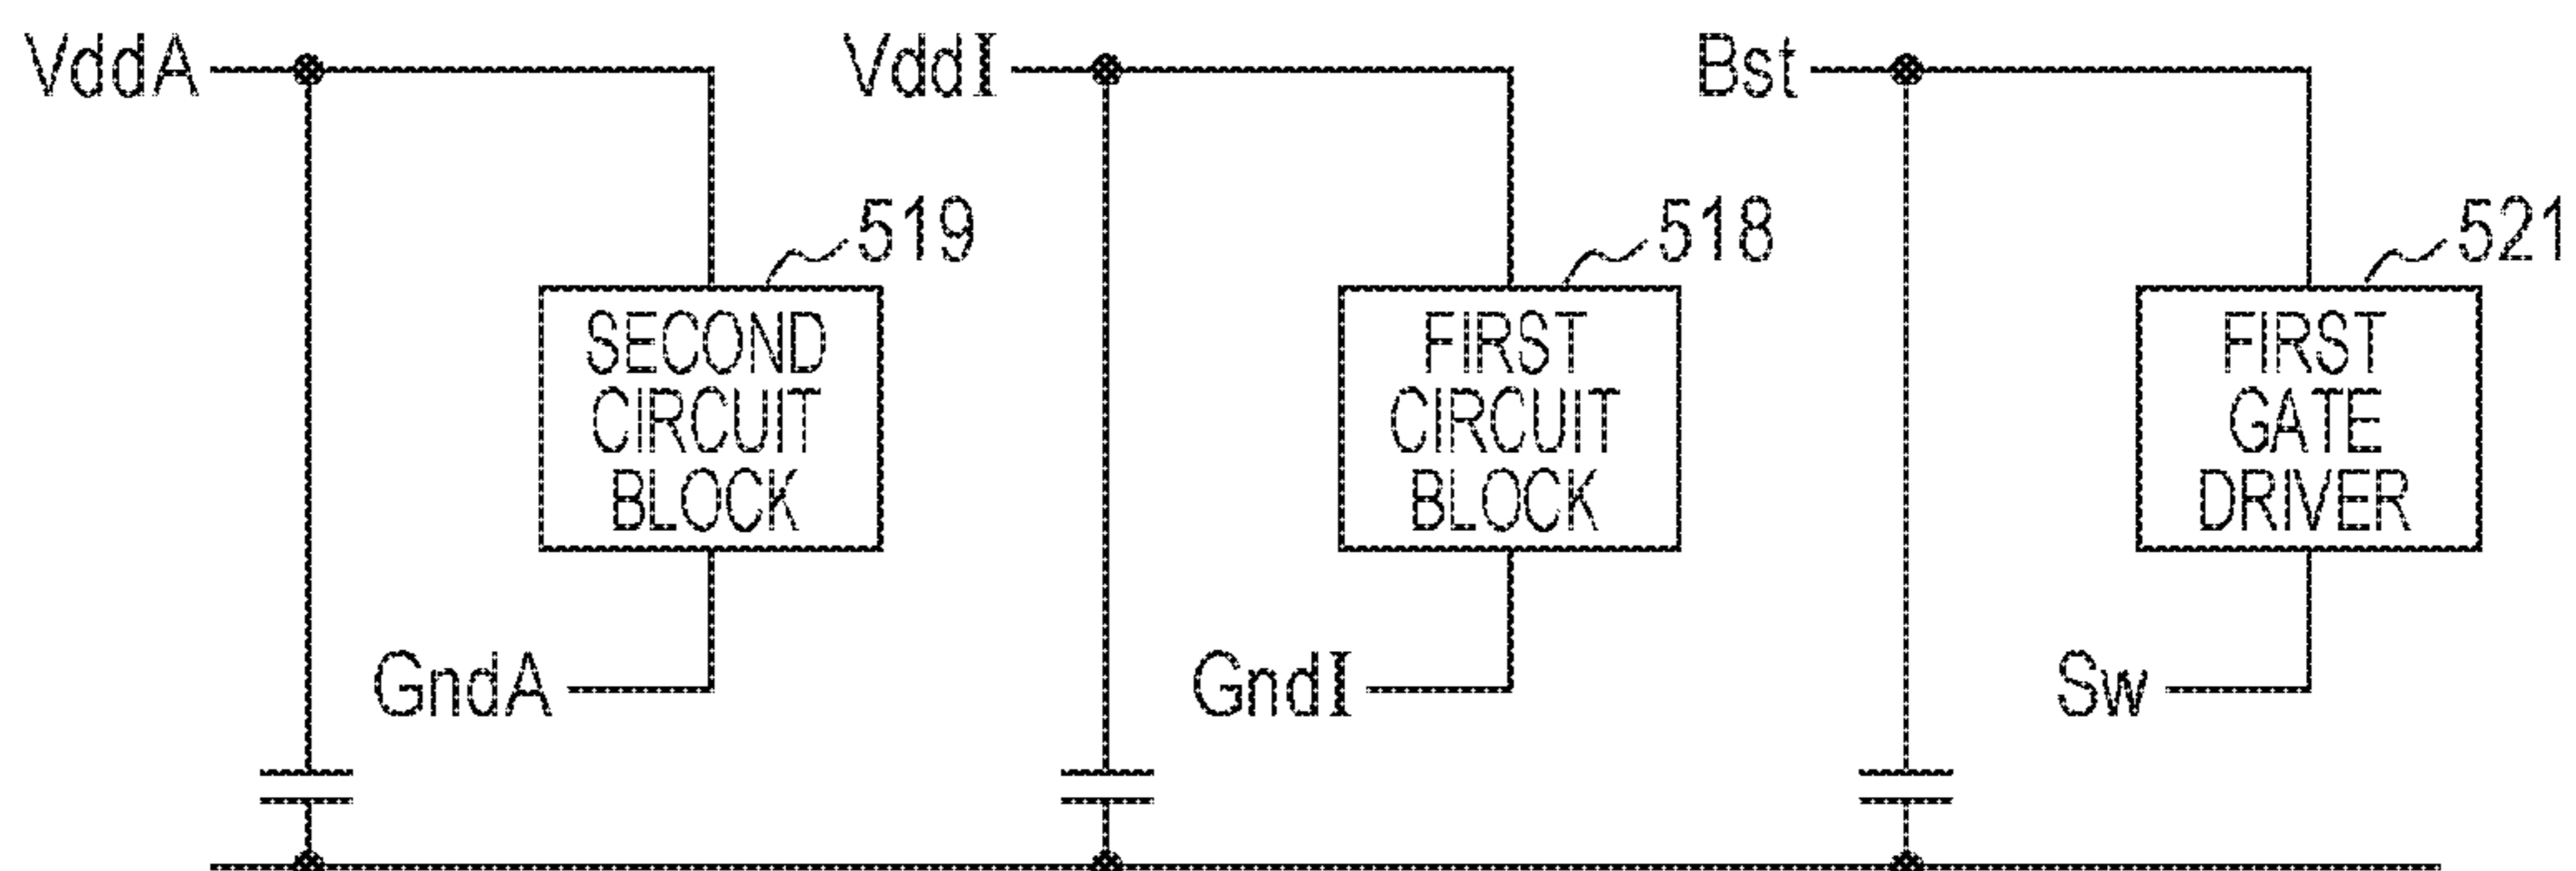 VddA
VddI
Bst
519
518
521
SECOND
CIRCUIT
BLOCK
FIRST
CIRCUIT
BLOCK
FIRST
GATE
DRIVER
GndA
GndI
Sw